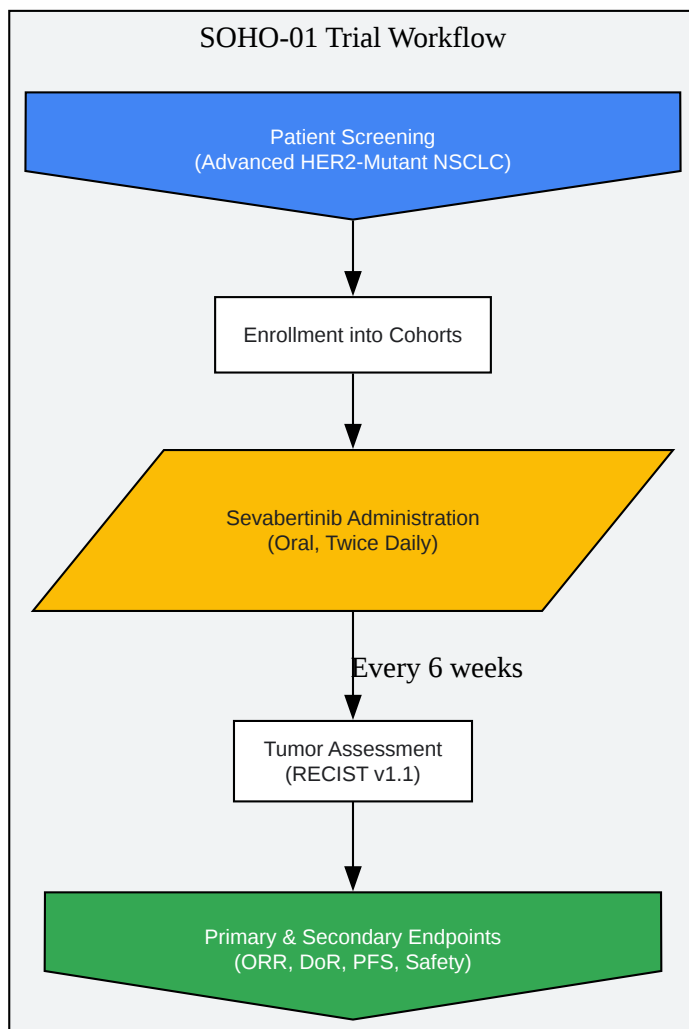 SOHO-01 Trial Workflow
Patient Screening
(Advanced HER2-Mutant NSCLC)
Enrollment into Cohorts
Sevabertinib Administration
(Oral, Twice Daily)
Every 6 weeks
Tumor Assessment
(RECIST v1.1)
Primary & Secondary Endpoints
(ORR, DoR, PFS, Safety)